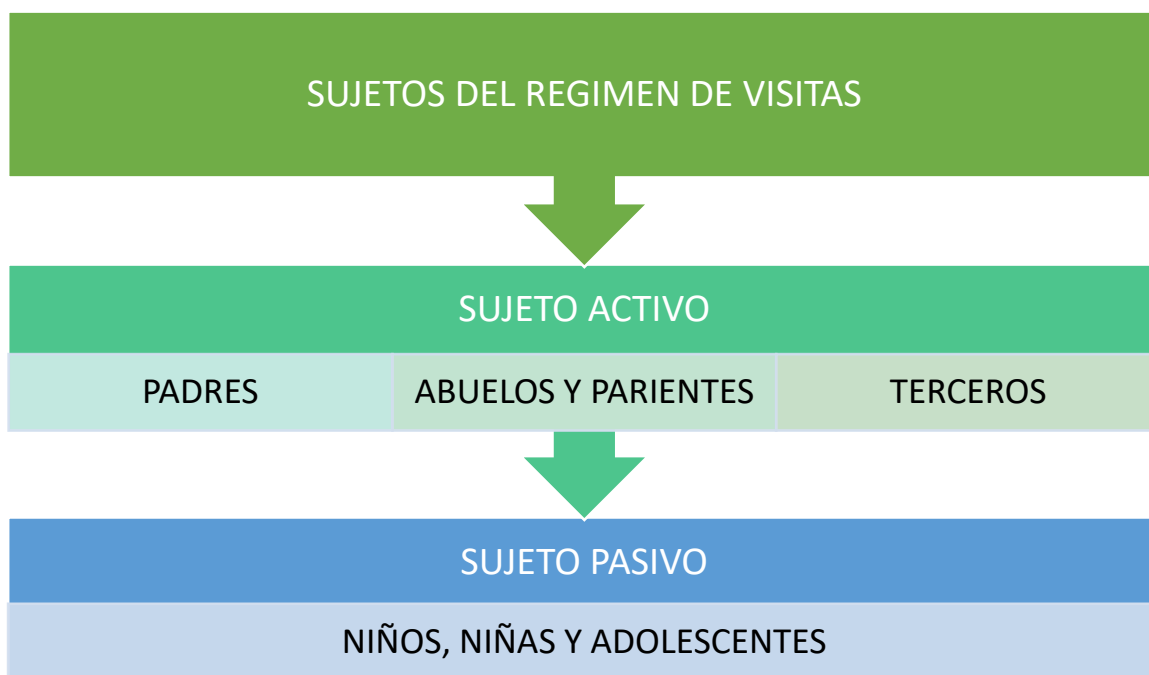 SUJETOS DEL REGIMEN DE VISITAS
SUJETO ACTIVO
PADRES
ABUELOS Y PARIENTES
TERCEROS
SUJETO PASIVO
NIÑOS, NIÑAS Y ADOLESCENTES